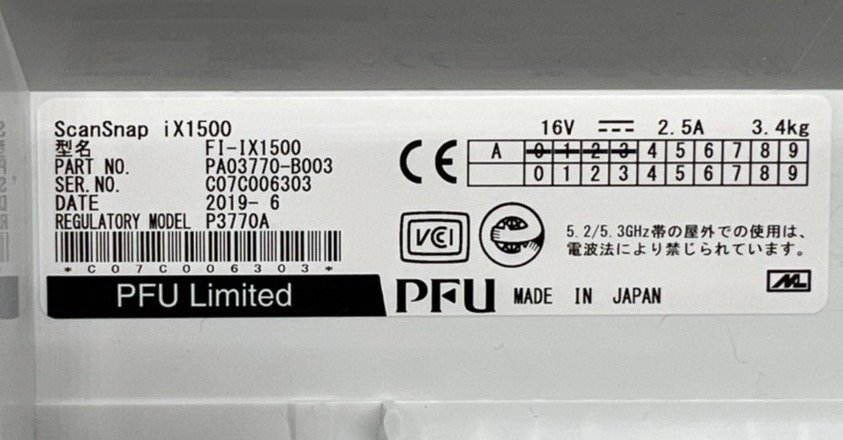 ScanSnap iX1500
型名 FI-IX1500
PART NO. PA03770-B003
SER.NO. C07C006303
DATE 2019- 6
REGULATORY MODEL P3770A
*C07C006303*
PFU Limited
16V 2.5A 3.4kg
CE
A 0 1 2 3 4 5 6 7 8 9
0 1 2 3 4 5 6 7 8 9
VCI
5.2/5.3GHz帯の屋外での使用は、
電波法により禁じられています。
PFU MADE IN JAPAN
ML